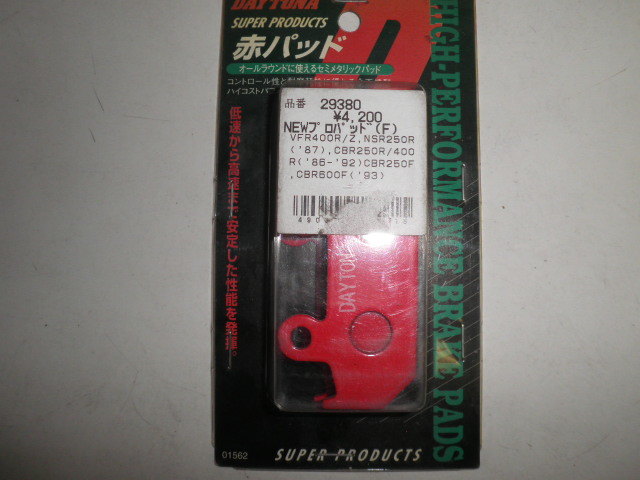 DAYTONA
SUPER PRODUCTS
赤パッド
オールラウンドに使えるセミメタリックパッド
コントロール性と
ハイコストパ
品番 29380
¥4,200
NEWプロパッド(F)
VFR400R/Z,NSR250R
('87),CBR250R/400
R('86-'92)CBR250F
,CBR600F('93)
低速から高速まで安定した性能を発揮。
HIGH-PERFORMANCE BRAKE PADS
DAYTON
01562
SUPER PRODUCTS